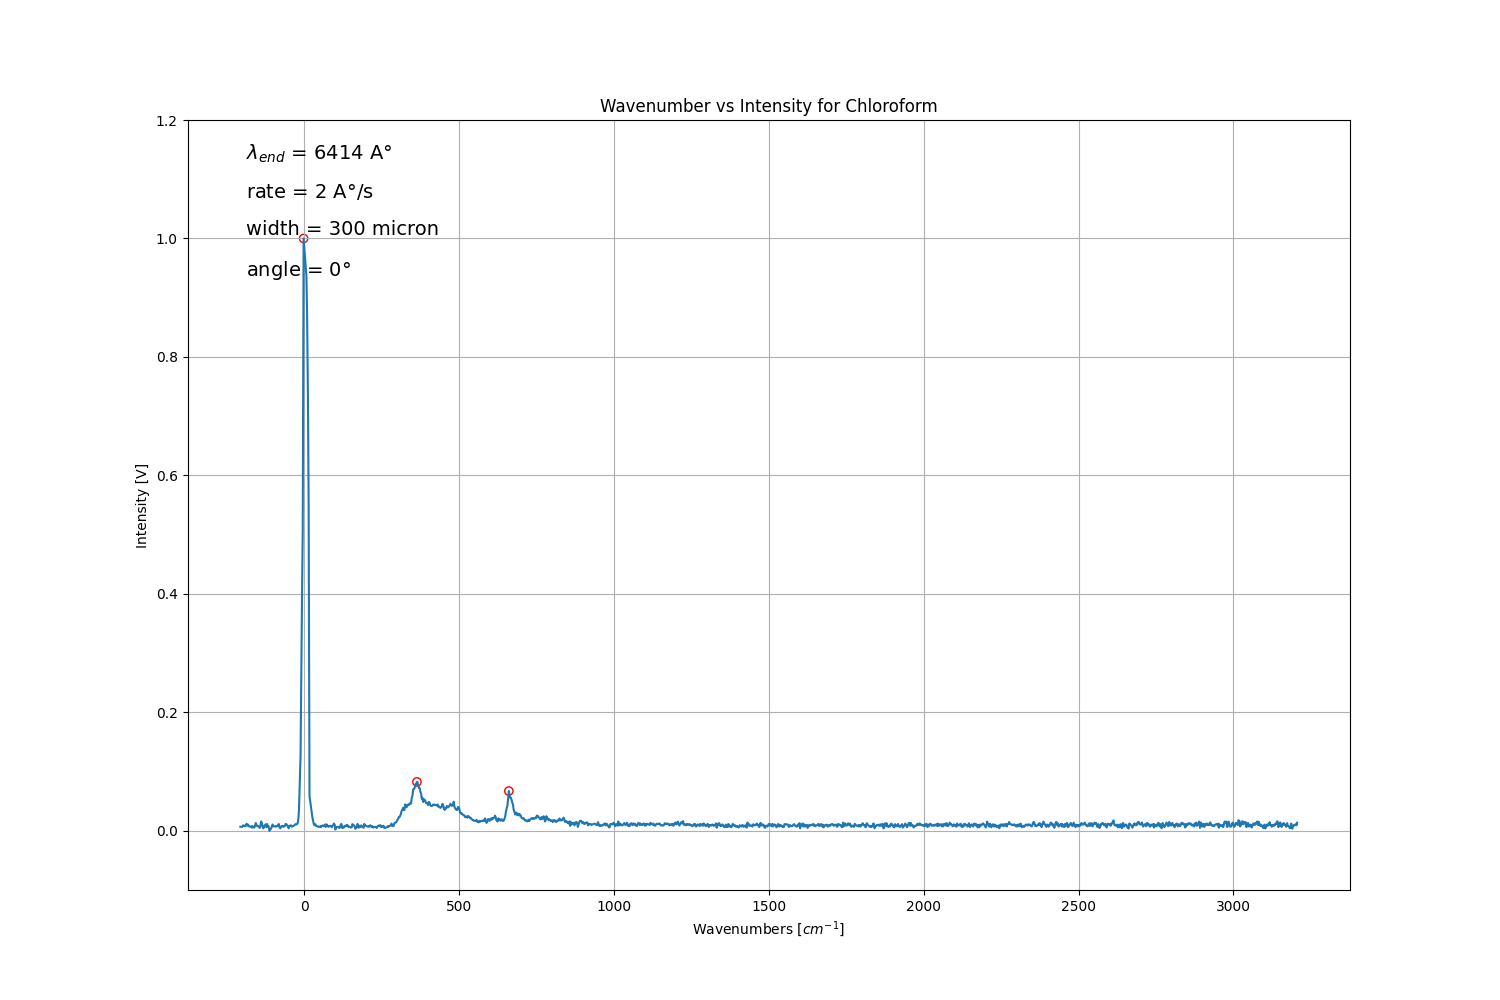 Wavenumber vs Intensity for Chloroform
1.2
λend = 6414 A°
rate = 2 A°/s
width = 300 micron
1.0
angle = 0°
0.8
0.6
Intensity [V]
0.4
0.2
0.0
0 500 1000 1500 2000 2500 3000
Wavenumbers [cm⁻¹]